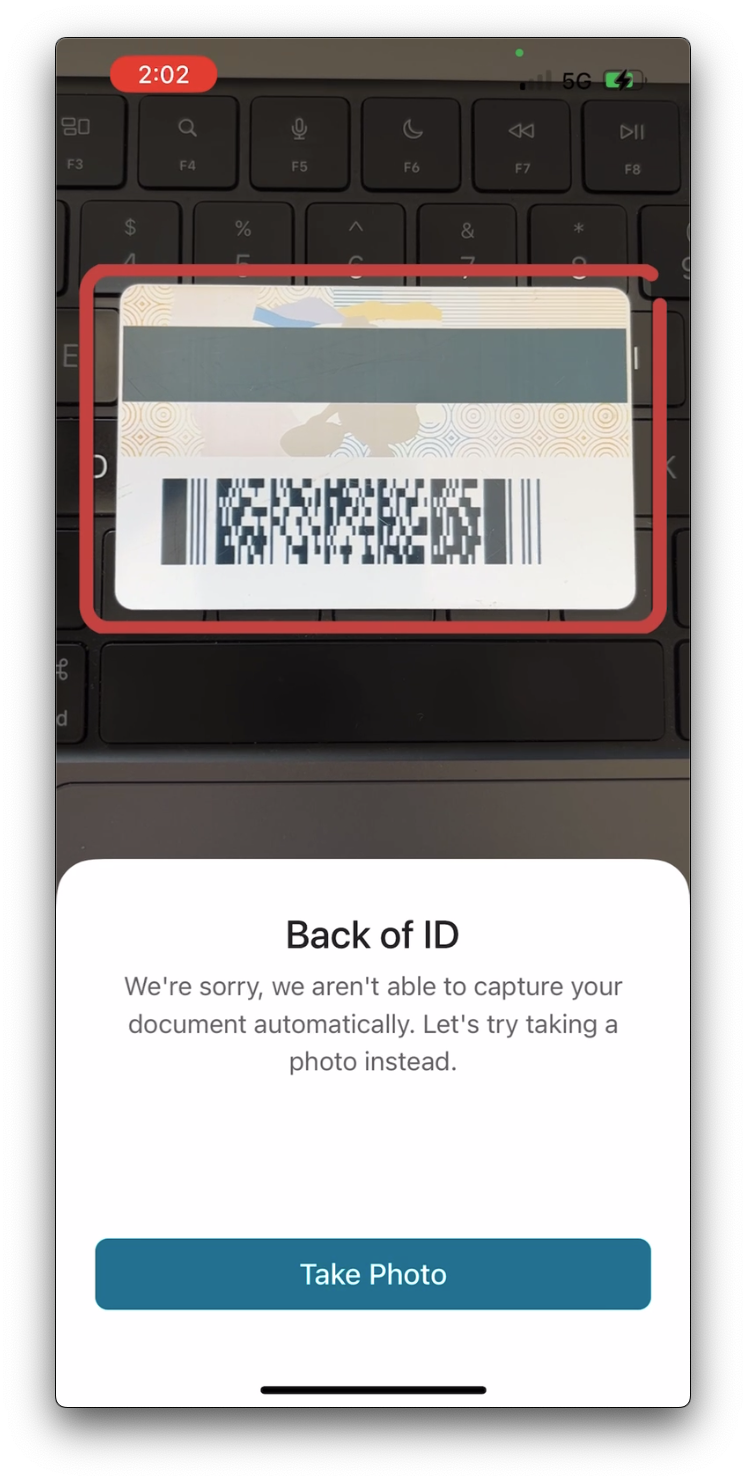 2:02
5G
F3 F4 F5 F6 F7 F8
$ % ^ & *
4 5 6 7 8 9
E
D K
⌘
d
Back of ID
We're sorry, we aren't able to capture your
document automatically. Let's try taking a
photo instead.
Take Photo